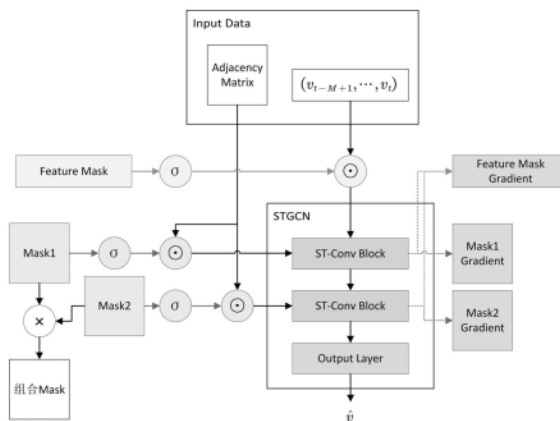 Input Data
Adjacency
Matrix
(v_{t−M+1},⋯,v_t)
Feature Mask
σ
Feature Mask
Gradient
STGCN
Mask1
σ
ST-Conv Block
Mask1
Gradient
Mask2
σ
ST-Conv Block
Mask2
Gradient
×
Output Layer
组合Mask
v̂